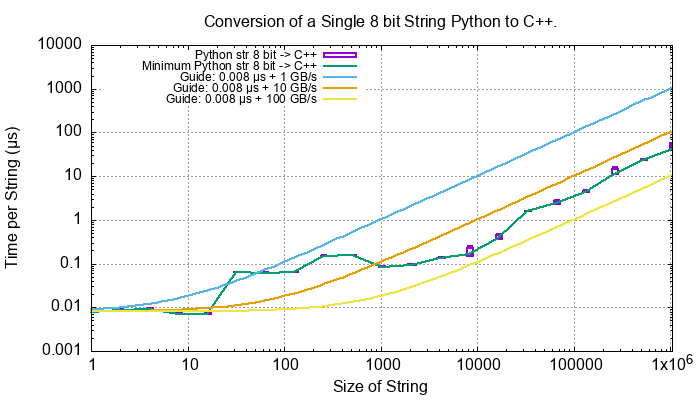 Conversion of a Single 8 bit String Python to C++.
Python str 8 bit -> C++
Minimum Python str 8 bit -> C++
Guide: 0.008 µs + 1 GB/s
Guide: 0.008 µs + 10 GB/s
Guide: 0.008 µs + 100 GB/s
Time per String (µs)
10000
1000
100
10
1
0.1
0.01
0.001
1 10 100 1000 10000 100000 1x10⁶
Size of String